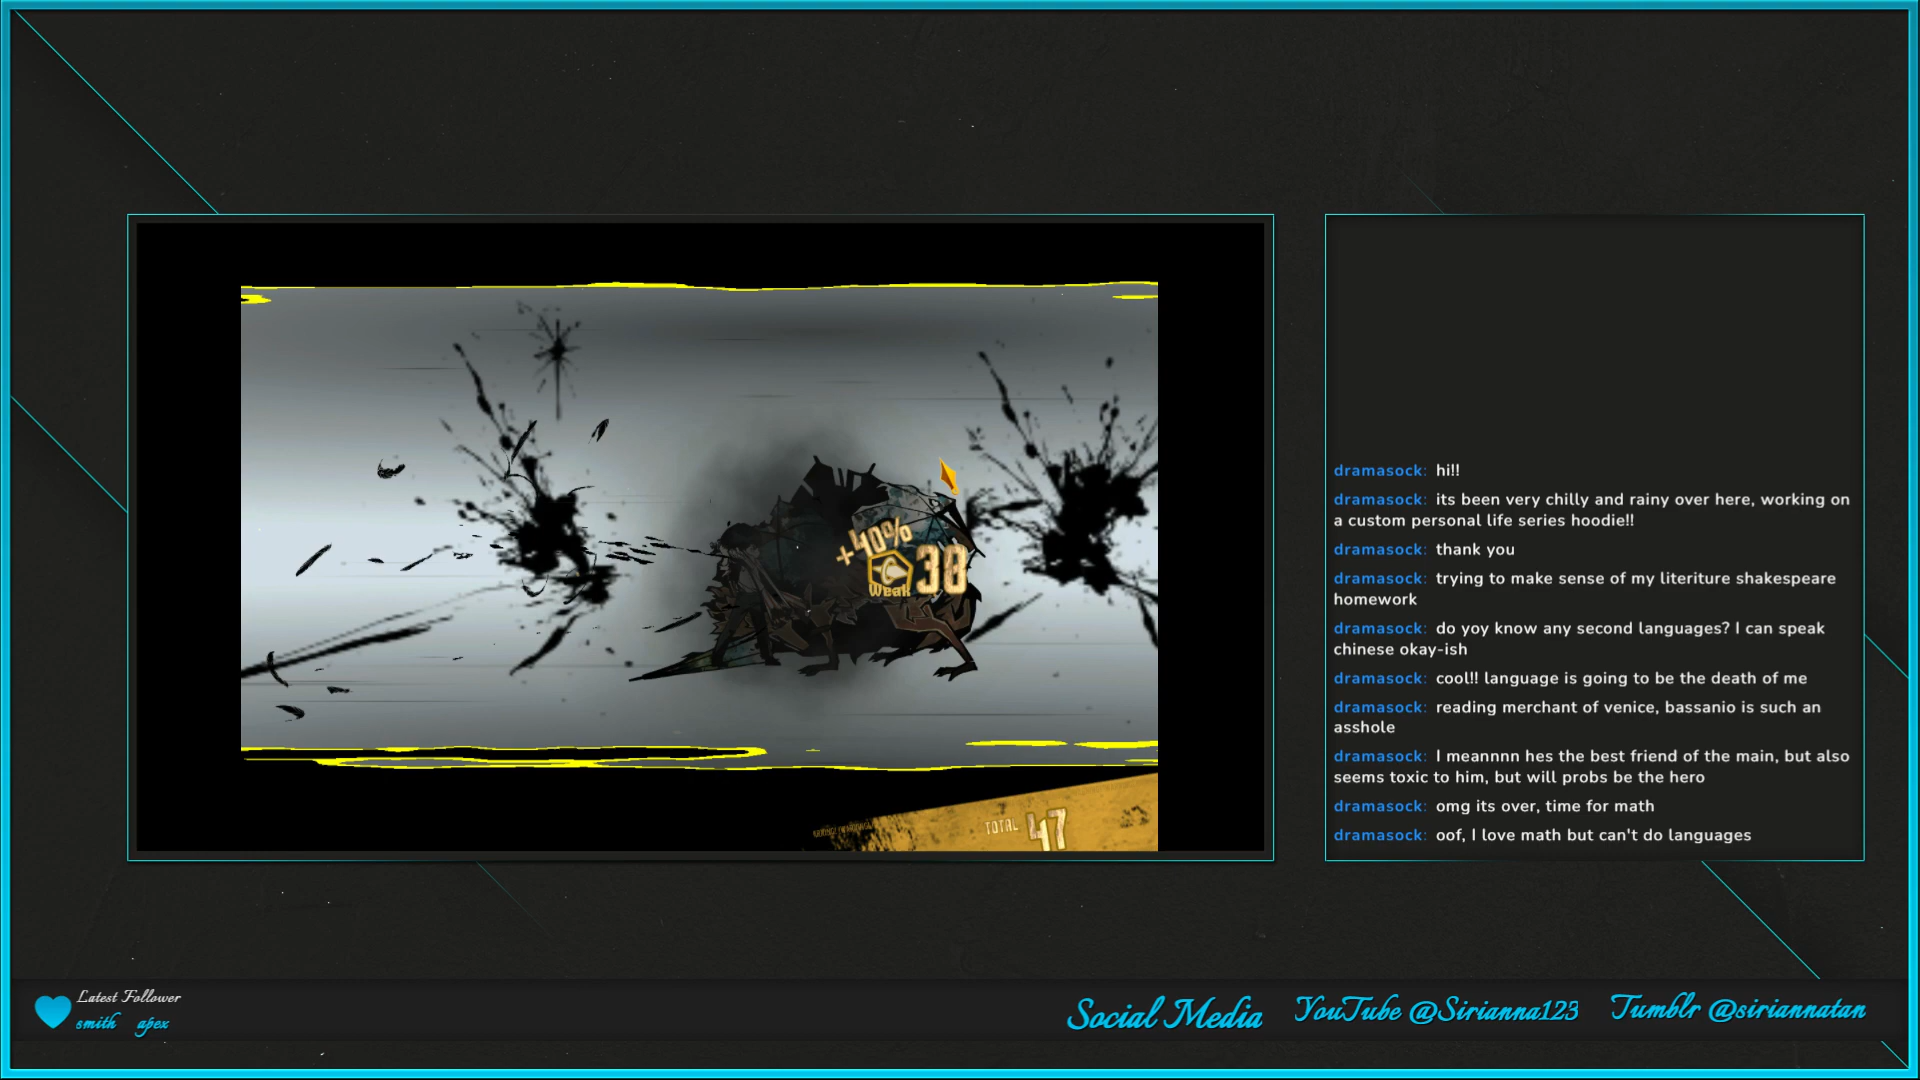 +40%
Weak
38
TOTAL 47
dramasock: hi!!
dramasock: its been very chilly and rainy over here, working on
a custom personal life series hoodie!!
dramasock: thank you
dramasock: trying to make sense of my literiture shakespeare
homework
dramasock: do yoy know any second languages? I can speak
chinese okay-ish
dramasock: cool!! language is going to be the death of me
dramasock: reading merchant of venice, bassanio is such an
asshole
dramasock: I meannnn hes the best friend of the main, but also
seems toxic to him, but will probs be the hero
dramasock: omg its over, time for math
dramasock: oof, I love math but can't do languages
Latest Follower
smith apex
Social Media
YouTube @Sirianna123
Tumblr @siriannatan